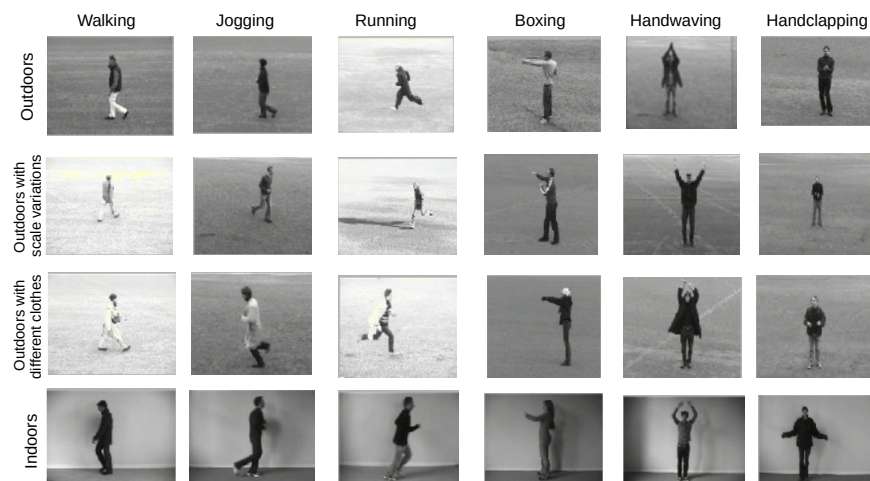 Walking Jogging Running Boxing Handwaving Handclapping
Outdoors
Outdoors with
scale variations
Outdoors with
different clothes
Indoors